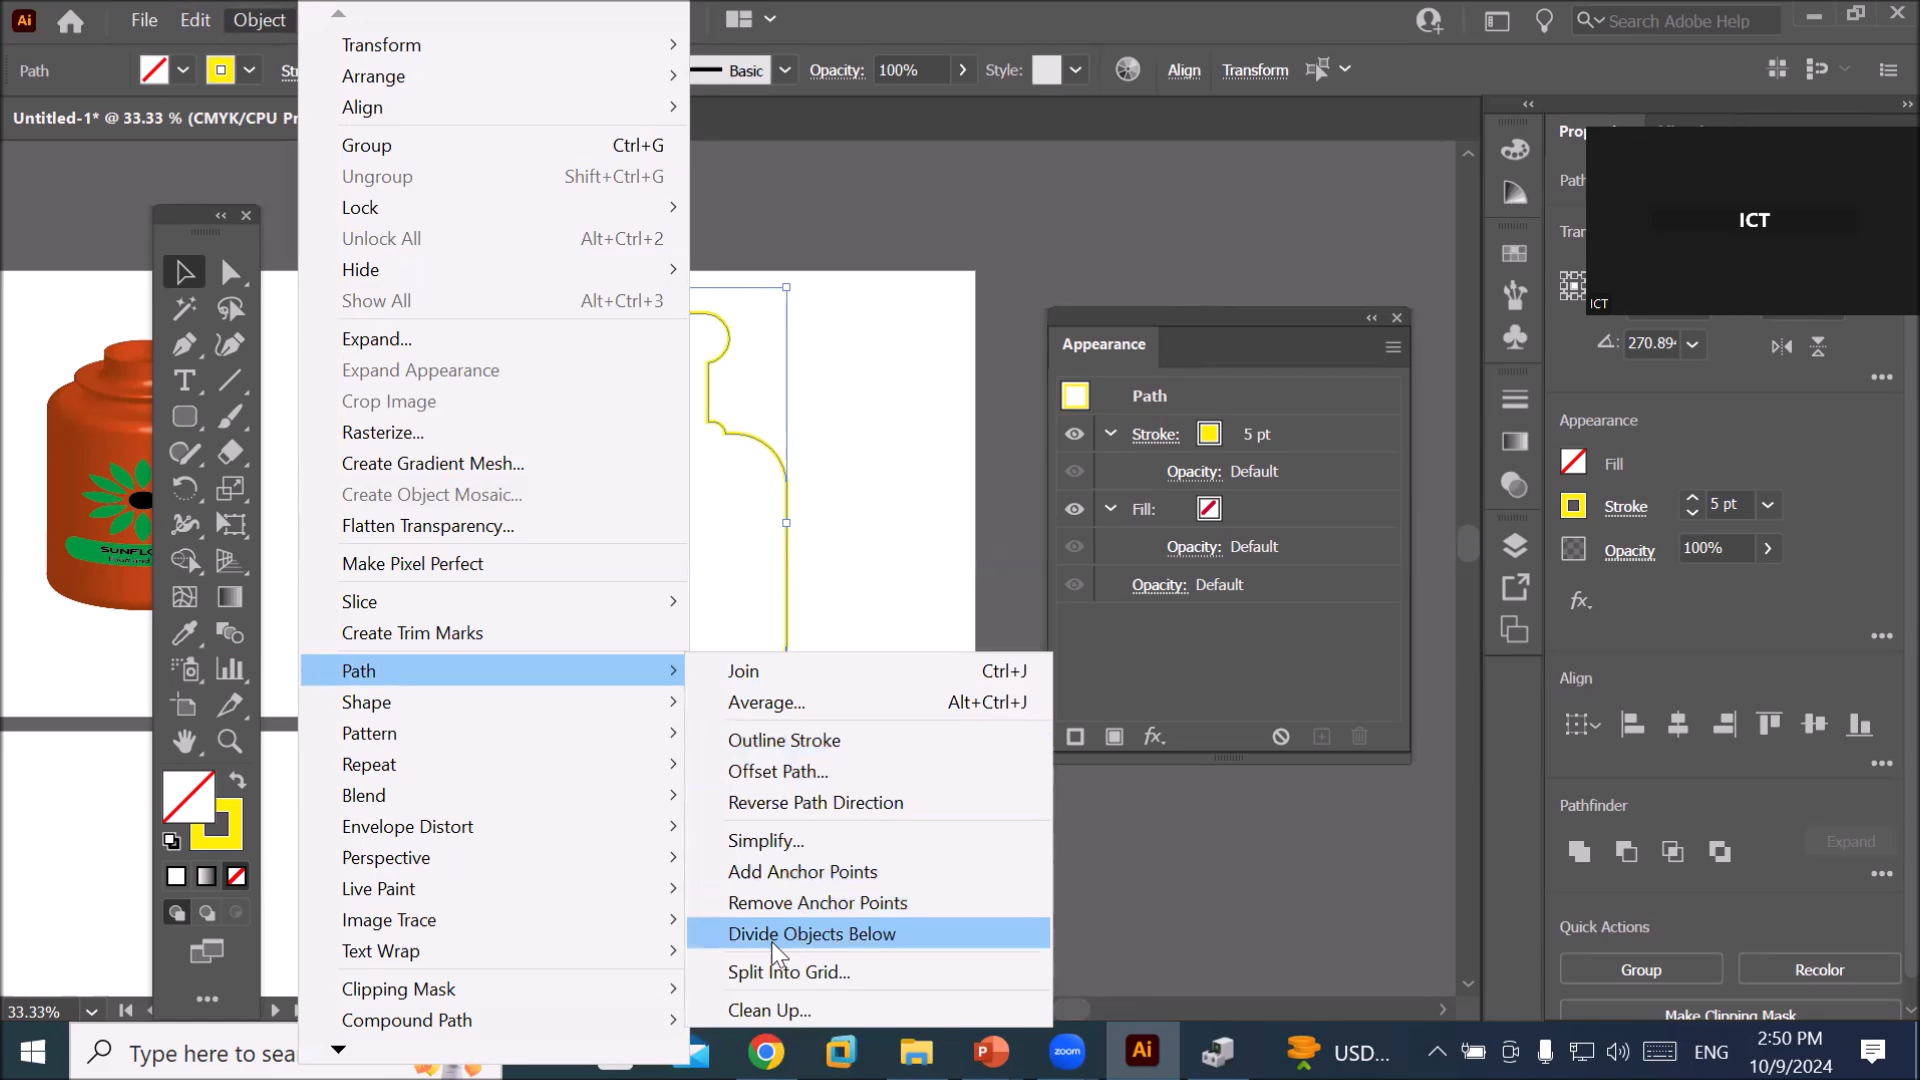 Ai
File Edit Object
Search Adobe Help
Path
Basic
Opacity: 100%
Style:
Align
Transform
Untitled-1* @ 33.33 % (CMYK/CPU
Transform
Arrange
Align
Group Ctrl+G
Ungroup Shift+Ctrl+G
Lock
Unlock All Alt+Ctrl+2
Hide
Show All Alt+Ctrl+3
Expand...
Expand Appearance
Crop Image
Rasterize...
Create Gradient Mesh...
Create Object Mosaic...
Flatten Transparency...
Make Pixel Perfect
Slice
Create Trim Marks
Path
Shape
Pattern
Repeat
Blend
Envelope Distort
Perspective
Live Paint
Image Trace
Text Wrap
Clipping Mask
Compound Path
Join Ctrl+J
Average... Alt+Ctrl+J
Outline Stroke
Offset Path...
Reverse Path Direction
Simplify...
Add Anchor Points
Remove Anchor Points
Divide Objects Below
Split Into Grid...
Clean Up...
Appearance
Path
Stroke: 5 pt
Opacity: Default
Fill:
Opacity: Default
Opacity: Default
fx.
ICT
ICT
270.89
Appearance
Fill
Stroke 5 pt
Opacity 100%
fx.
Align
Pathfinder
Expand
Quick Actions
Group Recolor
Make Clipping Mask
33.33%
Type here to sea
zoom
Ai
USD...
ENG
2:50 PM
10/9/2024